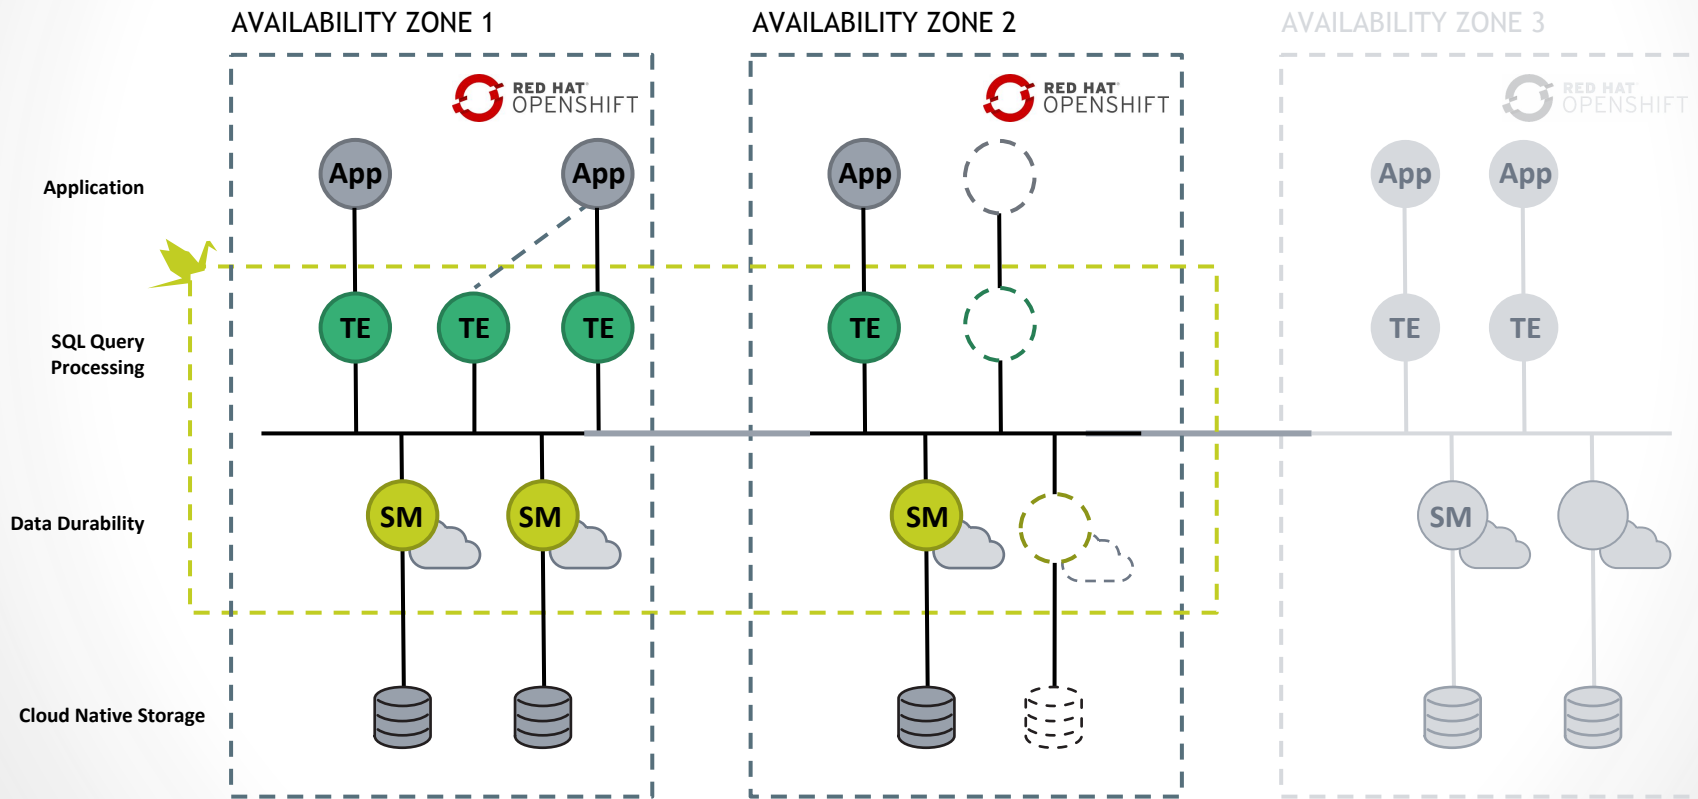 AVAILABILITY ZONE 1
AVAILABILITY ZONE 2
AVAILABILITY ZONE 3
RED HAT®
OPENSHIFT
RED HAT®
OPENSHIFT
RED HAT®
OPENSHIFT
Application
App
App
App
App
App
SQL Query
Processing
TE
TE
TE
TE
TE
TE
Data Durability
SM
SM
SM
SM
Cloud Native Storage